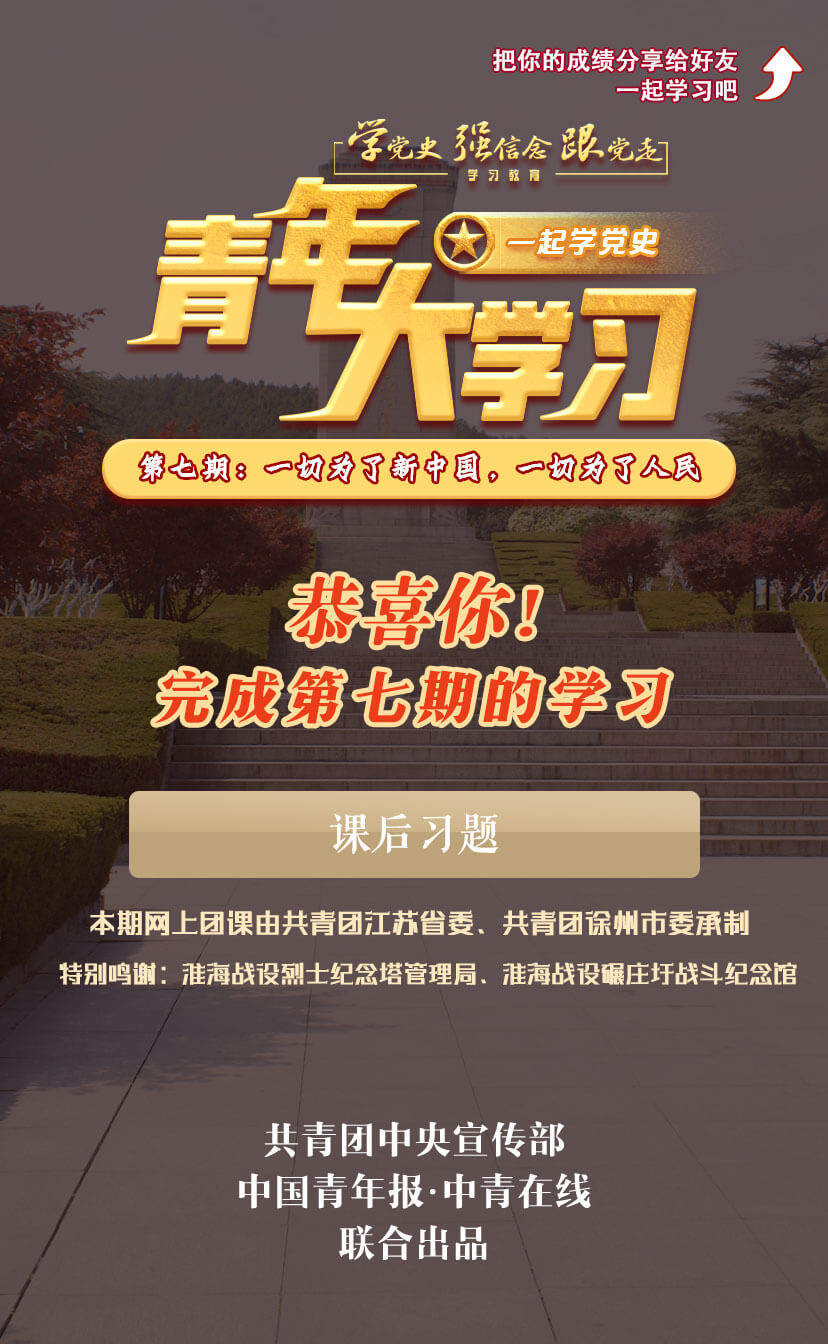 把你的成绩分享给好友
一起学习吧
学党史 强信念 跟党走
学习教育
青年大学习
一起学党史
第七期：一切为了新中国，一切为了人民
恭喜你！
完成第七期的学习
课后习题
本期网上团课由共青团江苏省委、共青团徐州市委承制
特别鸣谢：淮海战役烈士纪念塔管理局、淮海战役碾庄圩战斗纪念馆
共青团中央宣传部
中国青年报·中青在线
联合出品